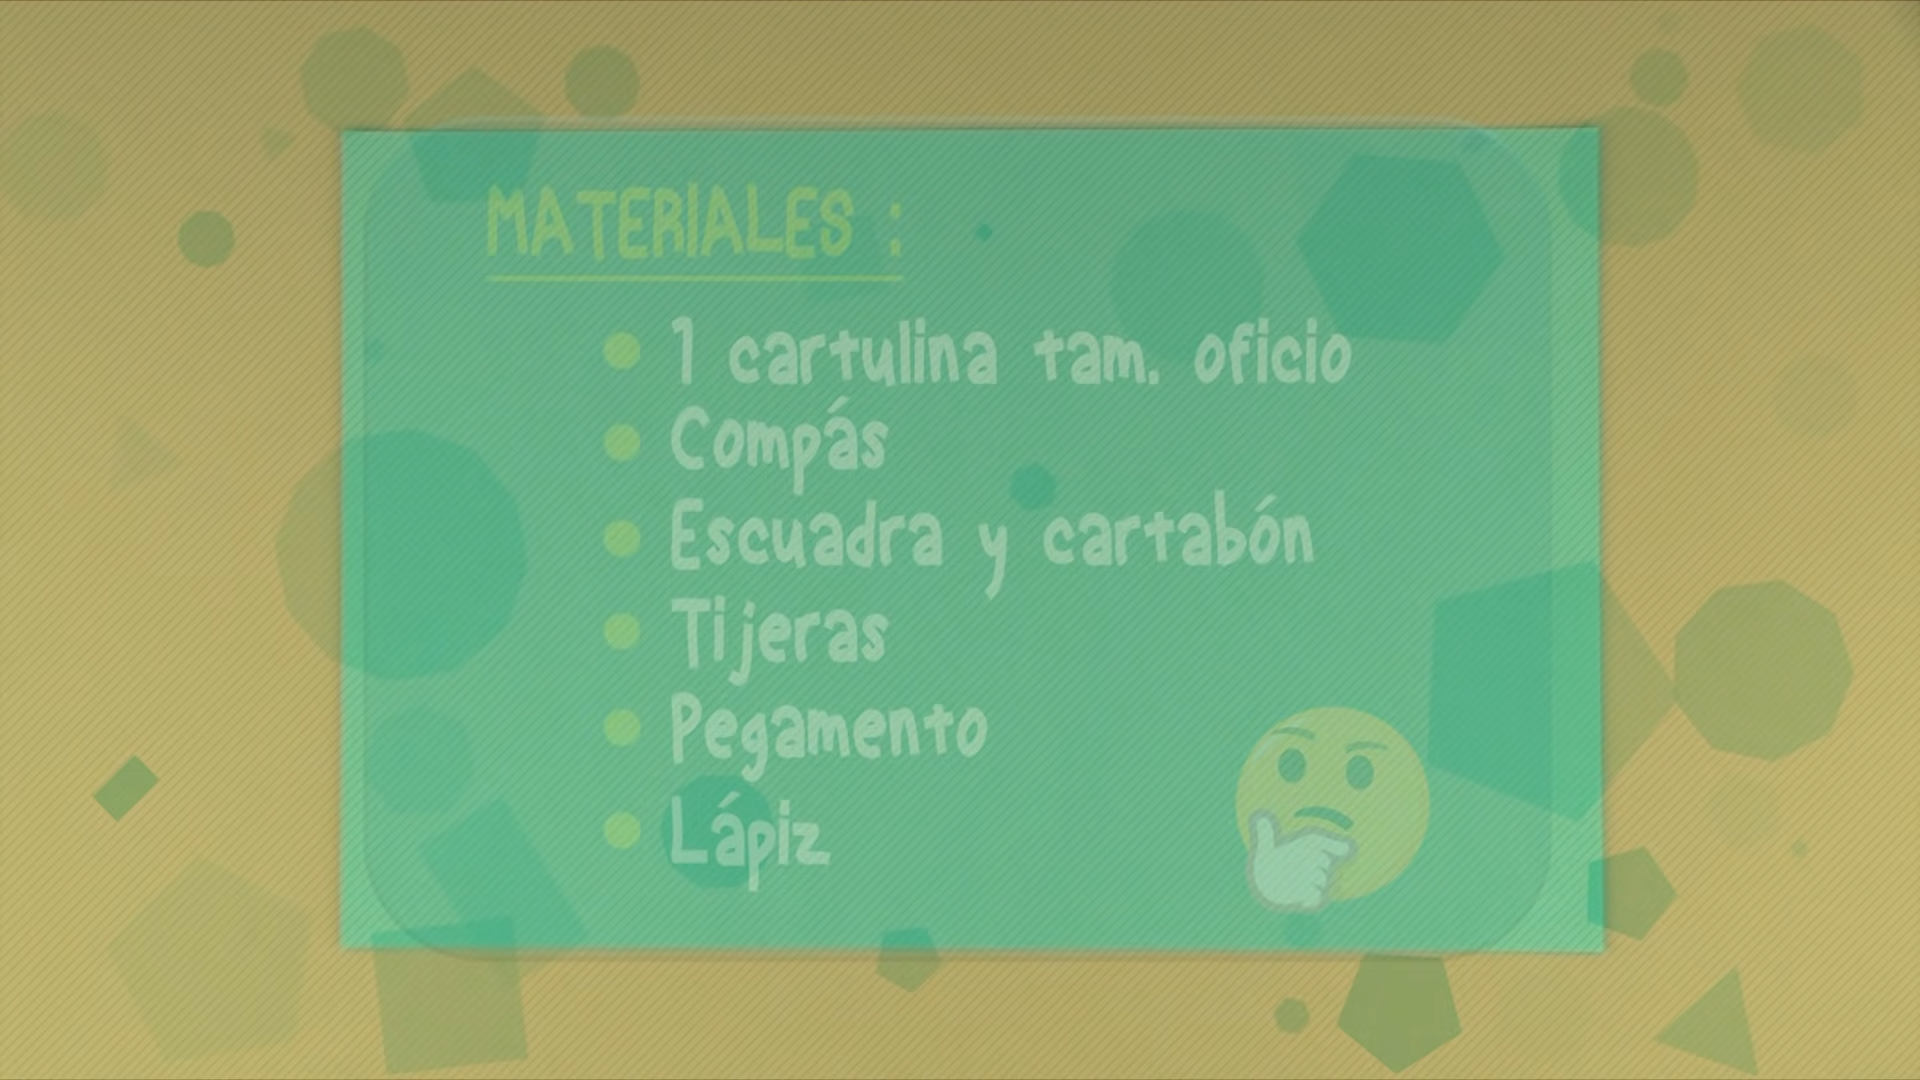 MATERIALES :
1 cartulina tam. oficio
Compás
Escuadra y cartabón
Tijeras
Pegamento
Lápiz